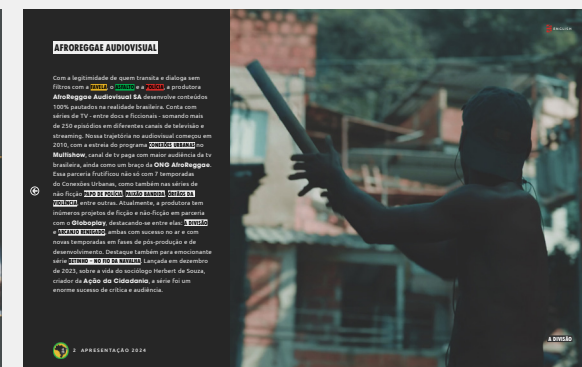 AFROREGGAE AUDIOVISUAL
Com a legitimidade de quem transita e dialoga sem
filtros com a FAVELA, o ASFALTO e a POLÍCIA, a produtora
AfroReggae Audiovisual SA desenvolve conteúdos
100% pautados na realidade brasileira. Conta com
séries de TV - entre docs e ficcionais - somando mais
de 250 episódios em diferentes canais de televisão e
streaming. Nossa trajetória no audiovisual começou em
2010, com a estreia do programa CONEXÕES URBANAS no
Multishow, canal de tv paga com maior audiência da tv
brasileira, ainda como um braço da ONG AfroReggae.
Essa parceria frutificou não só com 7 temporadas
do Conexões Urbanas, como também nas séries de
não ficção PAPO DE POLÍCIA, PAIXÃO BANDIDA, ÓRFÃOS DA
VIOLÊNCIA, entre outras. Atualmente, a produtora tem
inúmeros projetos de ficção e não-ficção em parceria
com o Globoplay, destacando-se entre elas: A DIVISÃO
e ARCANJO RENEGADO, ambas com sucesso no ar e com
novas temporadas em fases de pós-produção e de
desenvolvimento. Destaque também para emocionante
série BETINHO - NO FIO DA NAVALHA. Lançada em dezembro
de 2023, sobre a vida do sociólogo Herbert de Souza,
criador da Ação da Cidadania, a série foi um
enorme sucesso de crítica e audiência.
2 APRESENTAÇÃO 2024
ENGLISH
A DIVISÃO